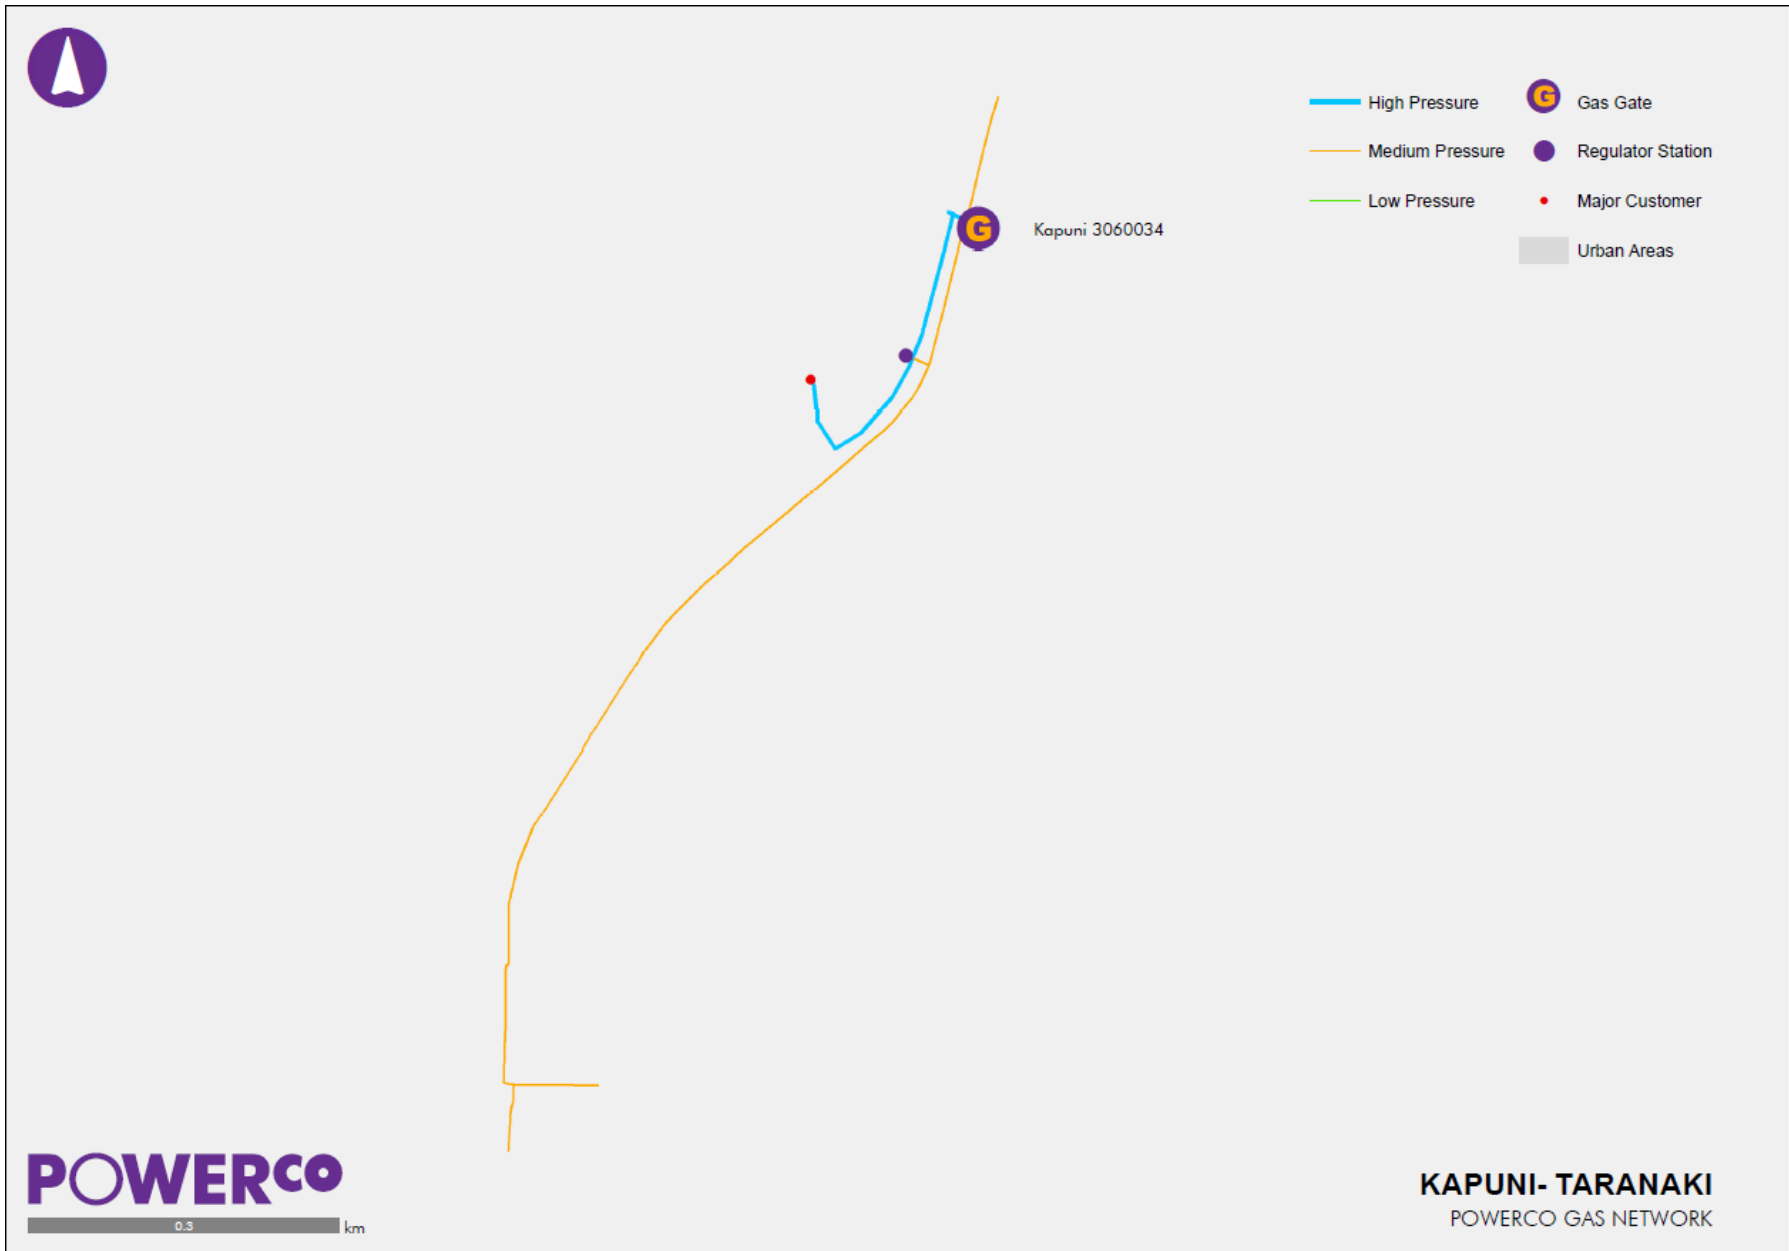 High Pressure
G
Gas Gate
Medium Pressure
Regulator Station
Low Pressure
Major Customer
Urban Areas
G
Kapuni 3060034
POWERCO
0.3
km
KAPUNI- TARANAKI
POWERCO GAS NETWORK